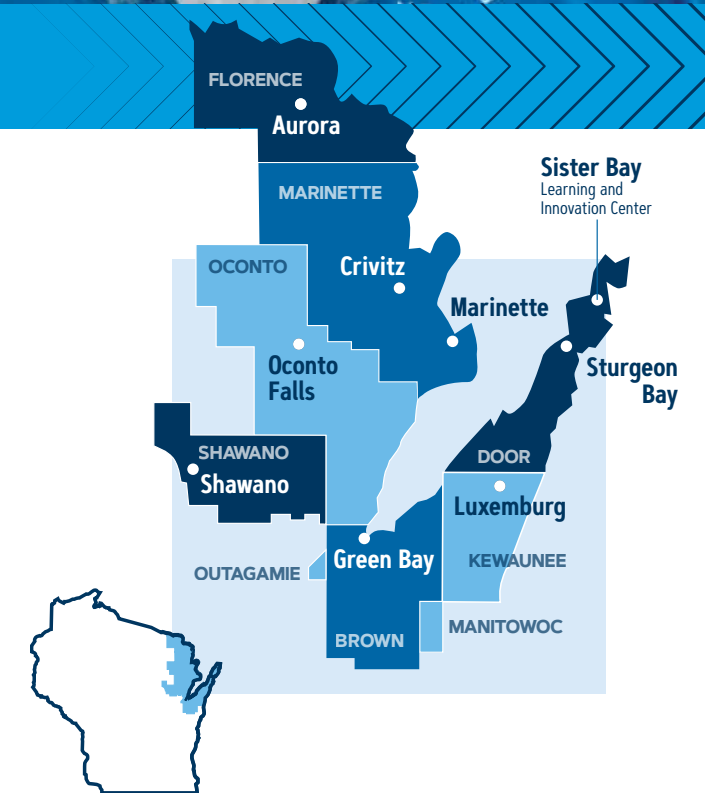 FLORENCE
Aurora
Sister Bay
Learning and
Innovation Center
MARINETTE
OCONTO
Crivitz
Marinette
Oconto
Falls
Sturgeon
Bay
SHAWANO
Shawano
DOOR
Luxemburg
Green Bay
KEWAUNEE
OUTAGAMIE
MANITOWOC
BROWN